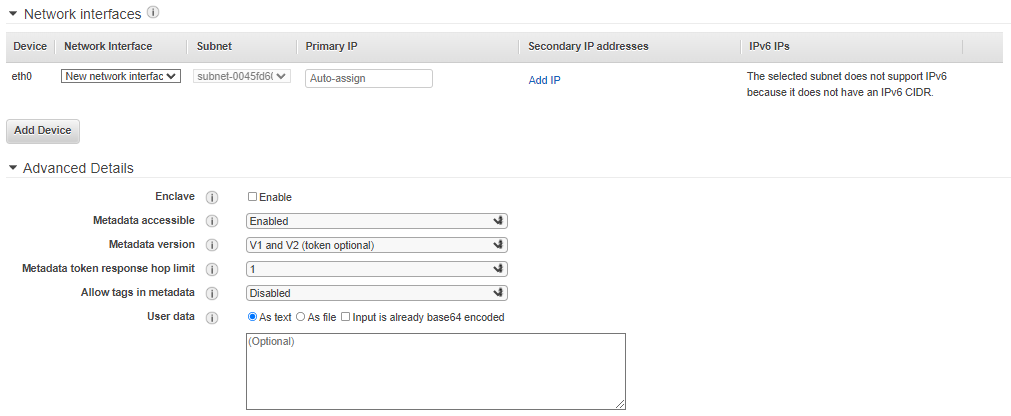 Network interfaces
Device Network Interface Subnet Primary IP Secondary IP addresses IPv6 IPs
eth0 New network interfac subnet-0045fd60 Auto-assign Add IP The selected subnet does not support IPv6
because it does not have an IPv6 CIDR.
Add Device
Advanced Details
Enclave Enable
Metadata accessible Enabled
Metadata version V1 and V2 (token optional)
Metadata token response hop limit 1
Allow tags in metadata Disabled
User data As text As file Input is already base64 encoded
(Optional)